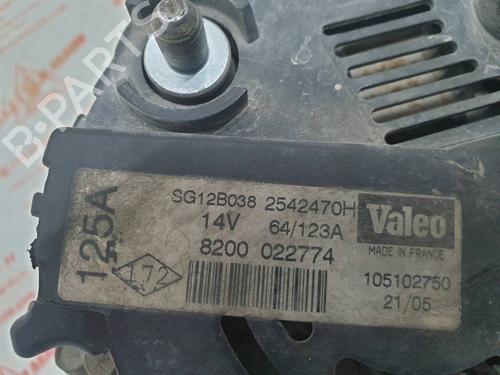 B-PARTS
125A
172
SG12B038 2542470H
14V 64/123A
8200 022774
Valeo
MADE IN FRANCE
105102750
21/05